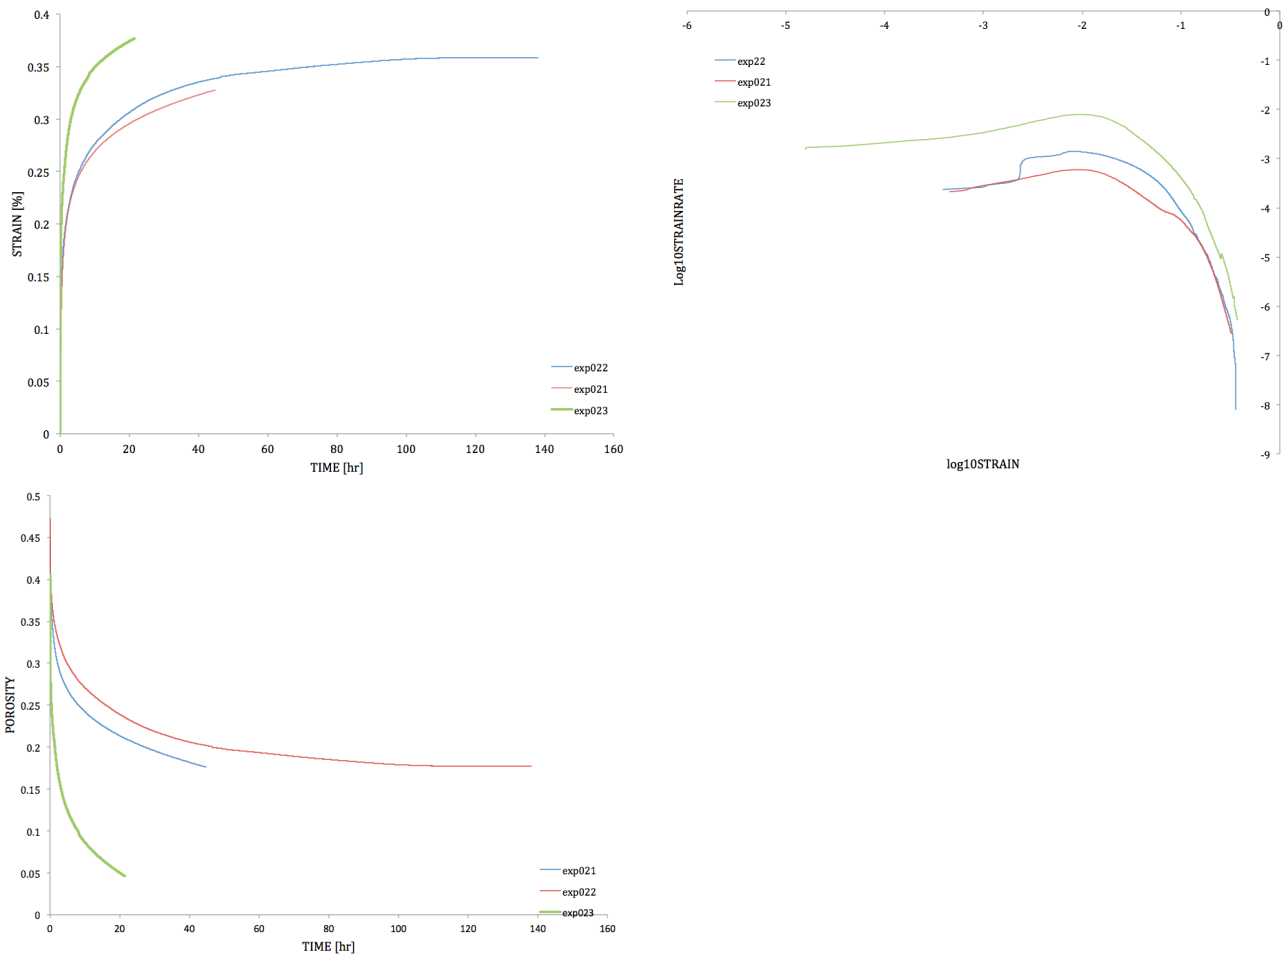 0.4
0.35
0.3
0.25
0.2
0.15
0.1
0.05
0
STRAIN [%]
0 20 40 60 80 100 120 140 160
TIME [hr]
exp022
exp021
exp023
-6 -5 -4 -3 -2 -1 0
0
-1
-2
-3
-4
-5
-6
-7
-8
-9
exp22
exp021
exp023
Log10STRAINRATE
log10STRAIN
0.5
0.45
0.4
0.35
0.3
0.25
0.2
0.15
0.1
0.05
0
POROSITY
0 20 40 60 80 100 120 140 160
TIME [hr]
exp021
exp022
exp023